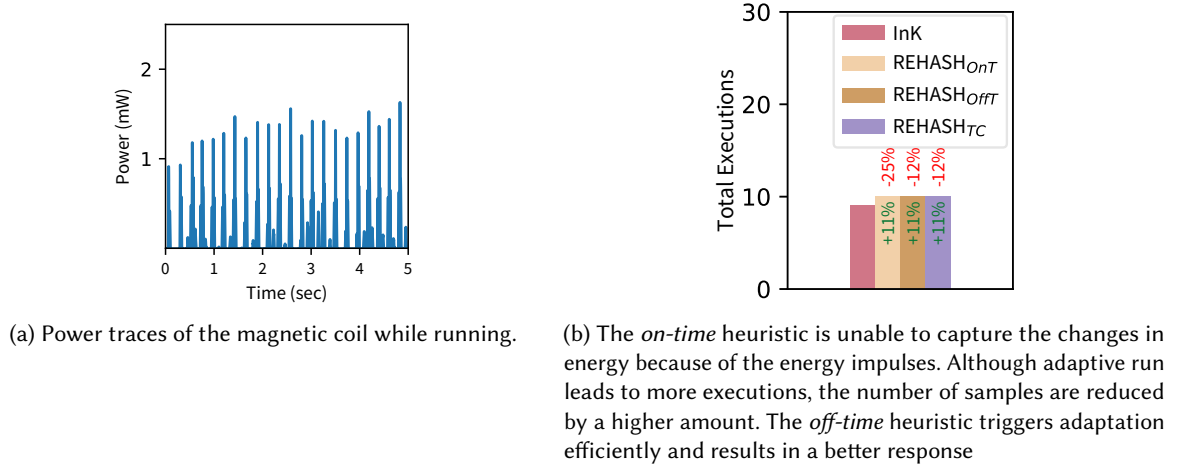 2
1
Power (mW)
0 1 2 3 4 5
Time (sec)
(a) Power traces of the magnetic coil while running.
30
20
10
0
Total Executions
InK
REHASH_OnT
REHASH_OffT
REHASH_TC
-25% -12% -12%
+11% +11% +11%
(b) The on-time heuristic is unable to capture the changes in
energy because of the energy impulses. Although adaptive run
leads to more executions, the number of samples are reduced
by a higher amount. The off-time heuristic triggers adaptation
efficiently and results in a better response